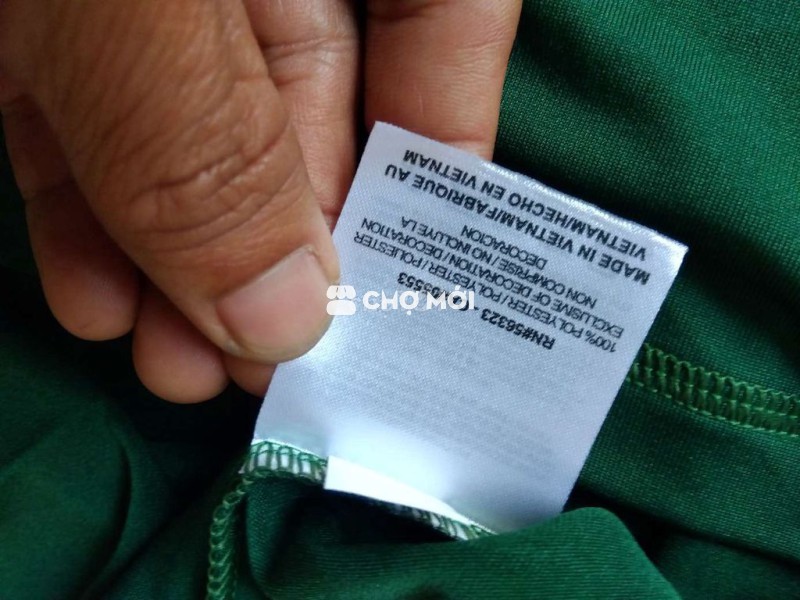 RN#56323
100% POLYESTER / POLYESTER / POLIESTER
EXCLUSIVE OF DECORATION / DECORATION
NON COMPRISE / NO INCLUYE LA
DECORACION
MADE IN VIETNAM/FABRIQUE AU
VIETNAM/HECHO EN VIETNAM
CHỢ MỚI